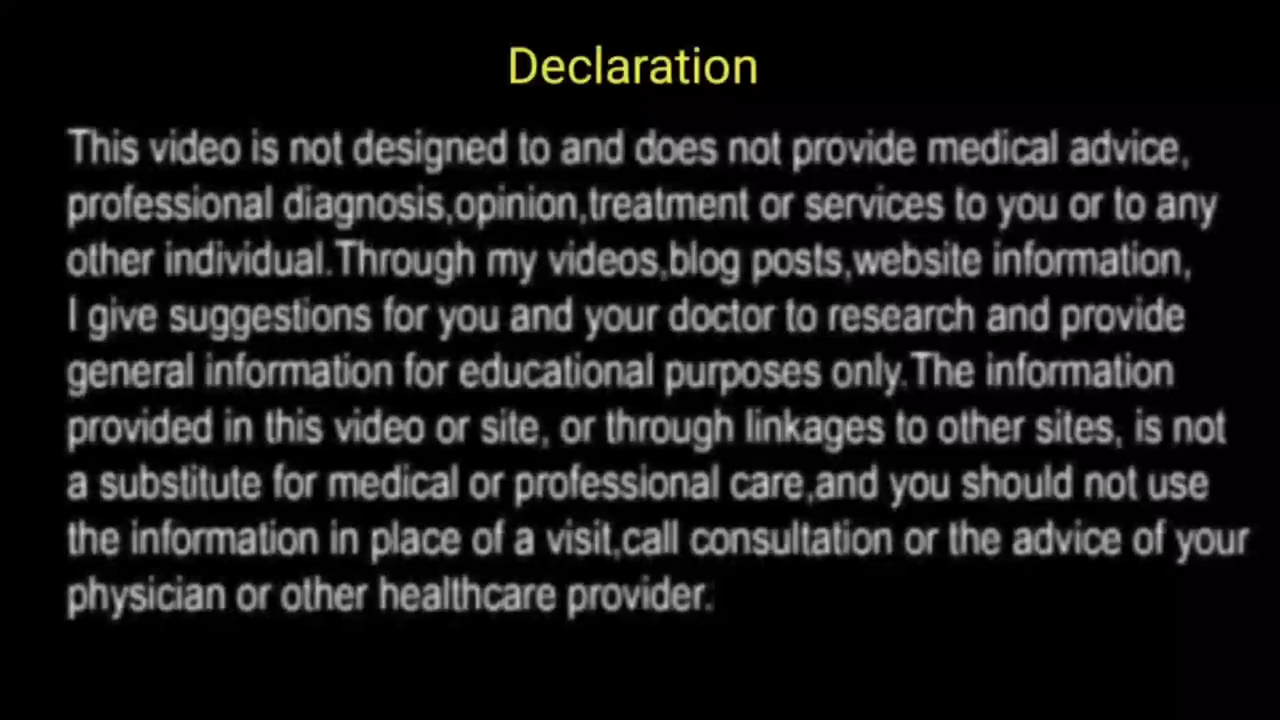 Declaration
This video is not designed to and does not provide medical advice,
professional diagnosis,opinion,treatment or services to you or to any
other individual.Through my videos,blog posts,website information,
I give suggestions for you and your doctor to research and provide
general information for educational purposes only.The information
provided in this video or site, or through linkages to other sites, is not
a substitute for medical or professional care,and you should not use
the information in place of a visit,call consultation or the advice of your
physician or other healthcare provider.